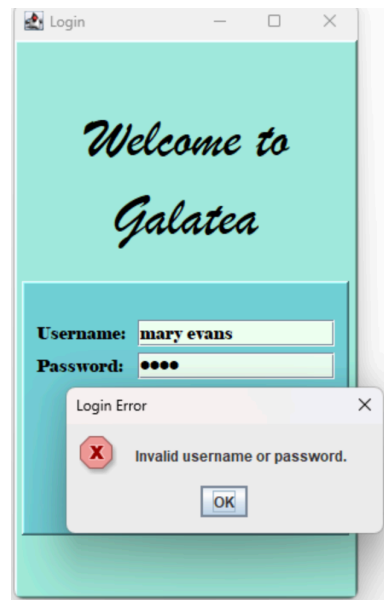 Login
Welcome to
Galatea
Username: mary evans
Password: ●●●●
Login Error
Invalid username or password.
OK